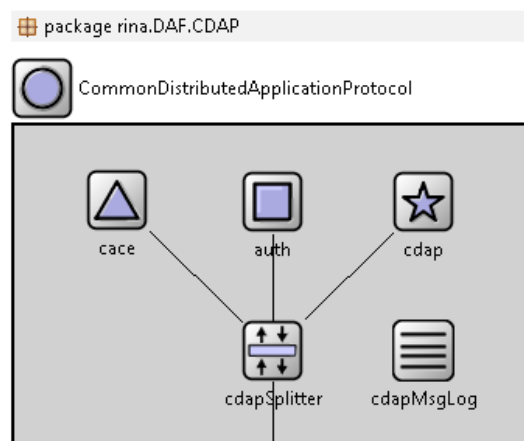 package rina.DAF.CDAP
CommonDistributedApplicationProtocol
cace auth cdap
cdapSplitter cdapMsgLog